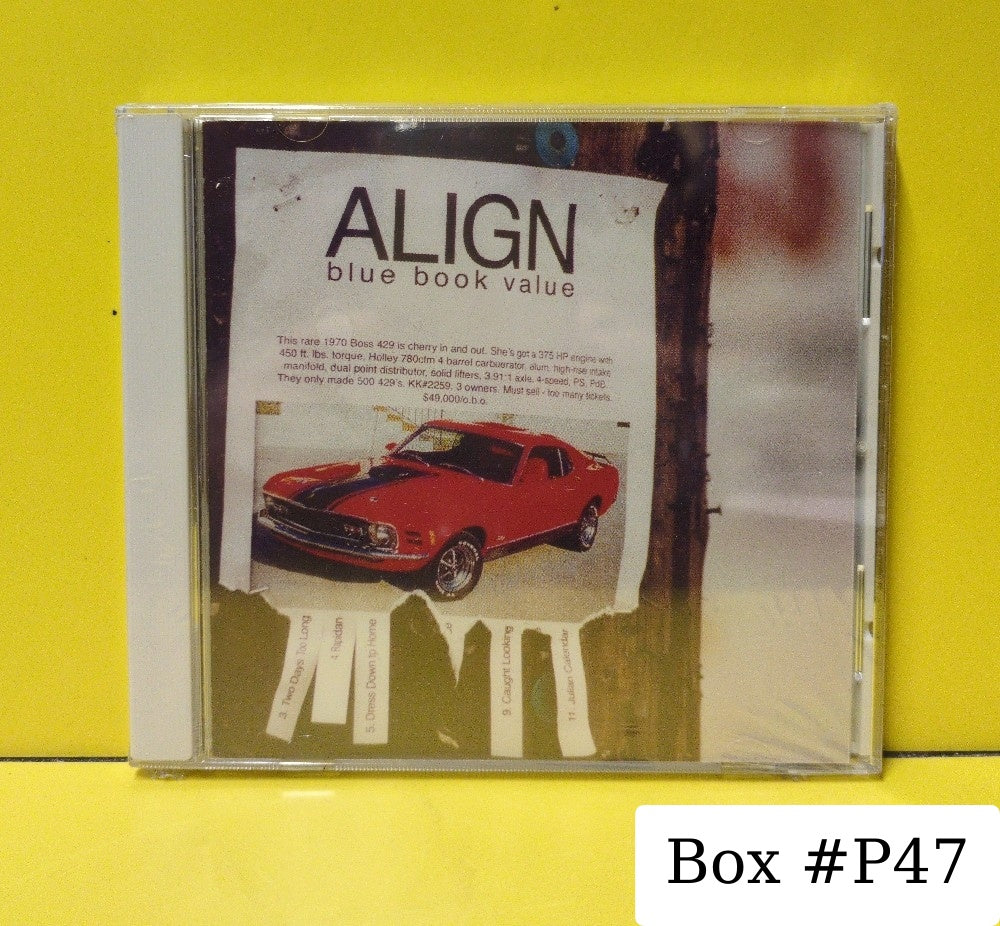 ALIGN
blue book value
This rare 1970 Boss 429 is cherry in and out. She's got a 375 HP engine with
450 ft. lbs. torque. Holley 780cfm 4 barrel carbuerator, alum. high-rise intake
manifold, dual point distributor, solid lifters, 3.91:1 axle, 4-speed, PS, PdB.
They only made 500 429's. KK#2259. 3 owners. Must sell - too many tickets.
$49,000/o.b.o.
3. Two Days Too Long
4. Rapidan
5. Dress Down to Home
9. Caught Looking
11. Julian Calendar
Box #P47